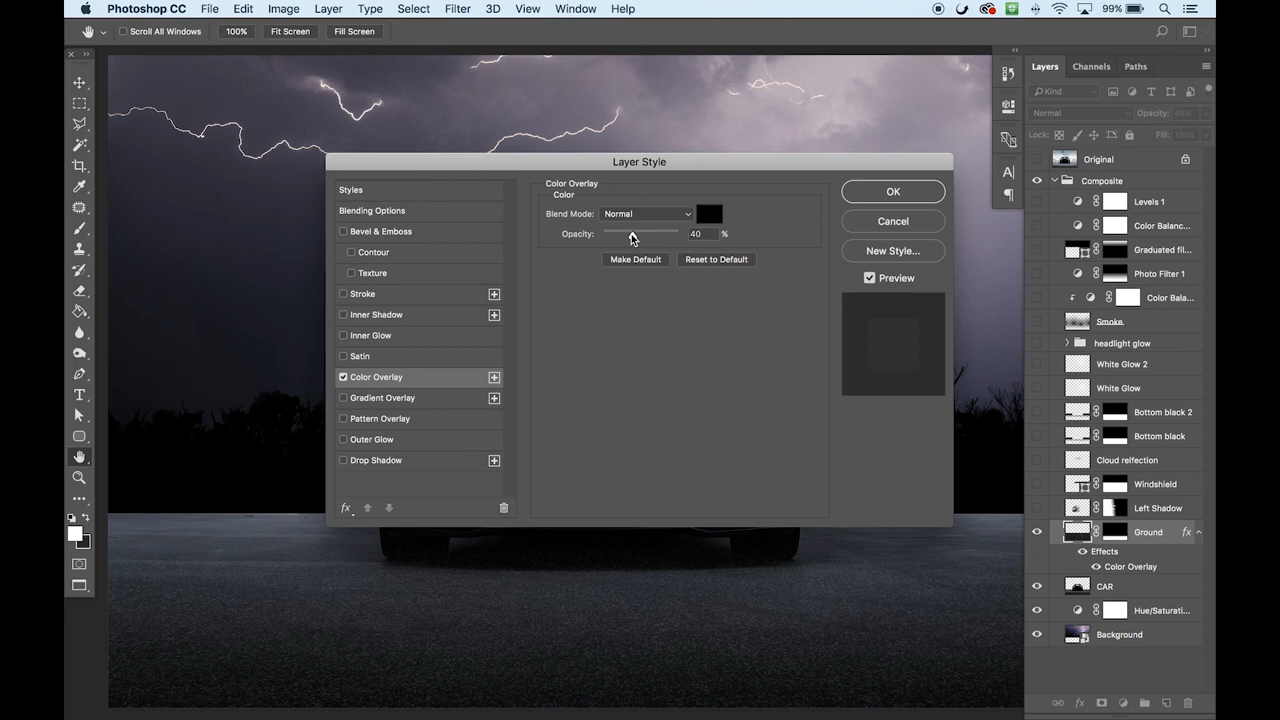 Photoshop CC File Edit Image Layer Type Select Filter 3D View Window Help 99%
Scroll All Windows 100% Fit Screen Fill Screen
Layers Channels Paths
Kind
Normal Opacity: 48%
Lock: Fill: 100%
Original
Composite
Levels 1
Color Balanc...
Graduated fil...
Photo Filter 1
Color Bala...
Smoke
headlight glow
White Glow 2
White Glow
Bottom black 2
Bottom black
Cloud relfection
Windshield
Left Shadow
Ground fx
Effects
Color Overlay
CAR
Hue/Saturati...
Background
fx
Layer Style
Styles
Blending Options
Bevel & Emboss
Contour
Texture
Stroke
Inner Shadow
Inner Glow
Satin
Color Overlay
Gradient Overlay
Pattern Overlay
Outer Glow
Drop Shadow
fx
Color Overlay
Color
Blend Mode: Normal
Opacity: 40 %
Make Default Reset to Default
OK
Cancel
New Style...
Preview